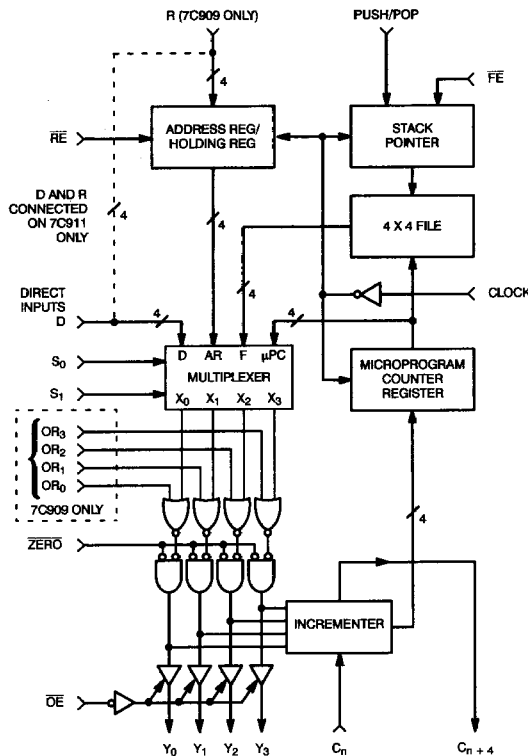 R (7C909 ONLY)
PUSH/POP
4
FE
RE
ADDRESS REG/
HOLDING REG
STACK
POINTER
D AND R
CONNECTED
ON 7C911
ONLY
4
4
4 X 4 FILE
4
CLOCK
DIRECT
INPUTS
D
4
4
D AR F μPC
MULTIPLEXER
X₀ X₁ X₂ X₃
S₀
S₁
MICROPROGRAM
COUNTER
REGISTER
OR₃
OR₂
OR₁
OR₀
7C909 ONLY
4
ZERO
INCREMENTER
OE
Y₀ Y₁ Y₂ Y₃
Cₙ
Cₙ ₊ ₄